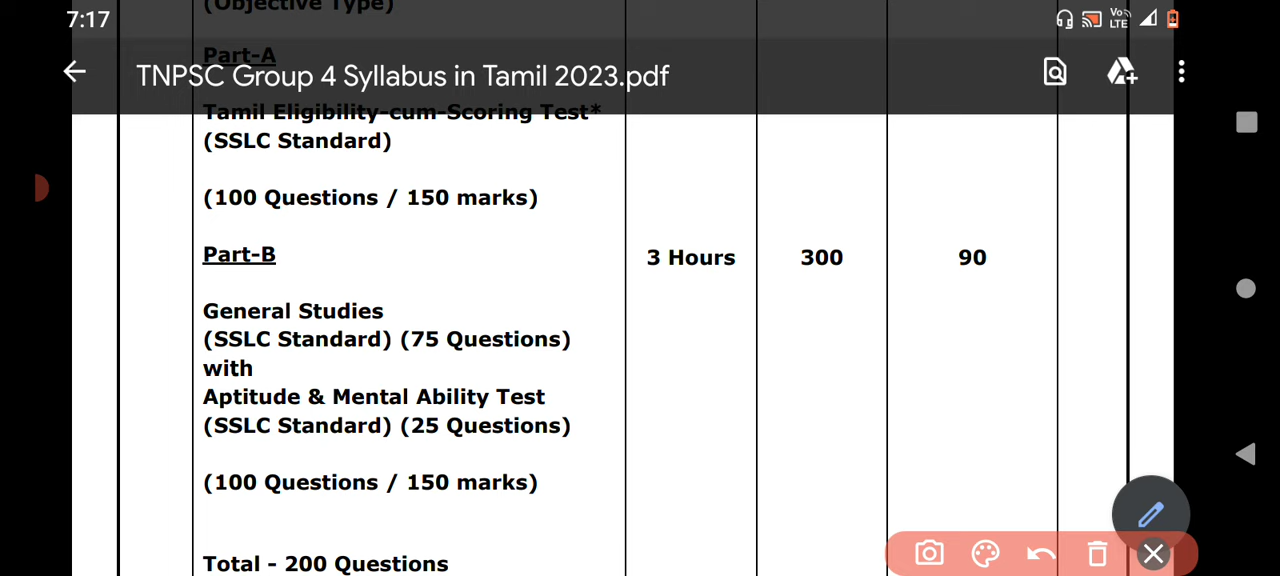 (Objective Type)
7:17
Vo
LTE
Part-A
TNPSC Group 4 Syllabus in Tamil 2023.pdf
Tamil Eligibility-cum-Scoring Test*
(SSLC Standard)
(100 Questions / 150 marks)
Part-B
3 Hours 300 90
General Studies
(SSLC Standard) (75 Questions)
with
Aptitude & Mental Ability Test
(SSLC Standard) (25 Questions)
(100 Questions / 150 marks)
Total - 200 Questions